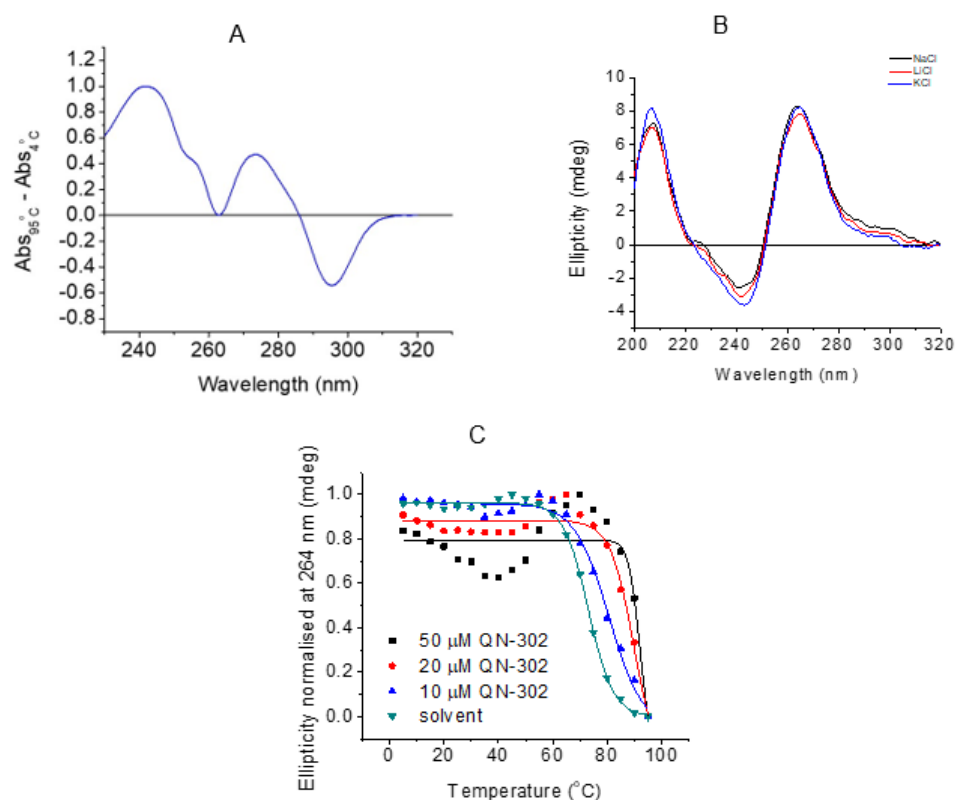 A
Abs95°C - Abs4°C
1.2
1.0
0.8
0.6
0.4
0.2
0.0
-0.2
-0.4
-0.6
-0.8
240 260 280 300 320
Wavelength (nm)
B
NaCl
LiCl
KCl
Ellipticity (mdeg)
10
8
6
4
2
0
-2
-4
200 220 240 260 280 300 320
Wavelength (nm)
C
Ellipticity normalised at 264 nm (mdeg)
1.0
0.8
0.6
0.4
0.2
0.0
50 μM QN-302
20 μM QN-302
10 μM QN-302
solvent
0 20 40 60 80 100
Temperature (°C)